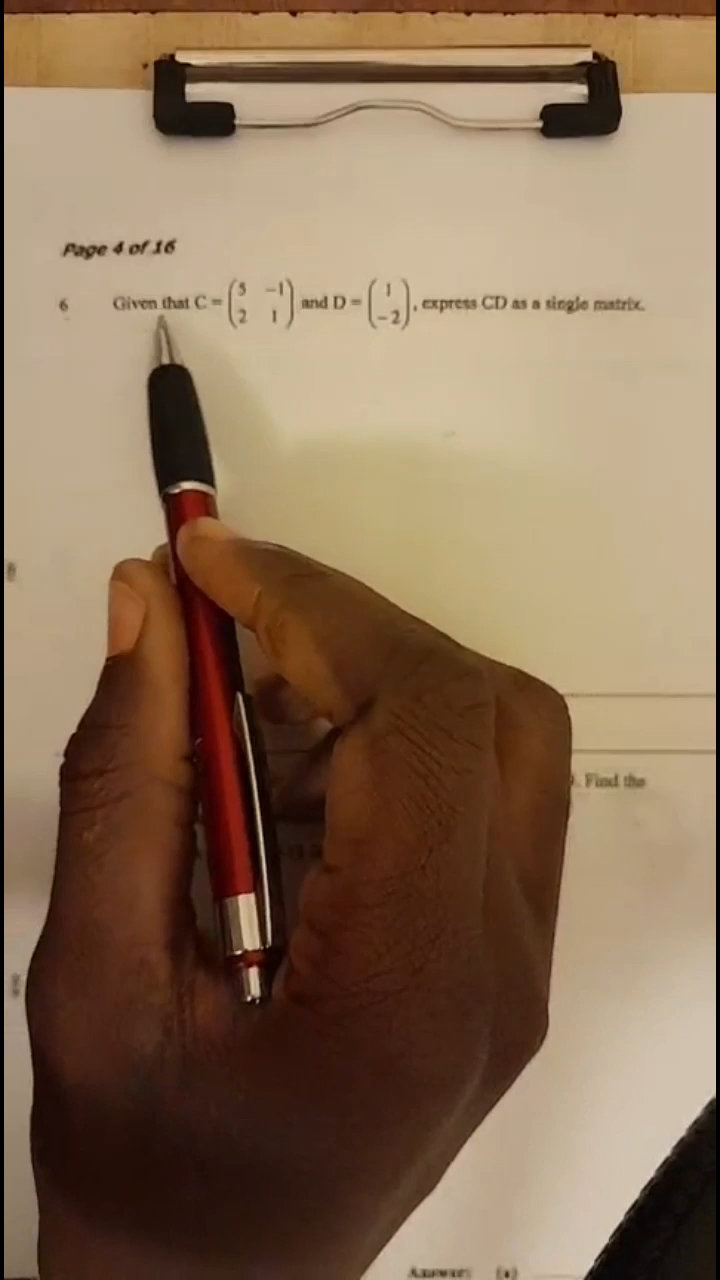 Page 4 of 16
6 Given that C = ( 5 -1 ; 2 1 ) and D = ( 1 ; -2 ), express CD as a single matrix.
. Find the
Answer: (a)